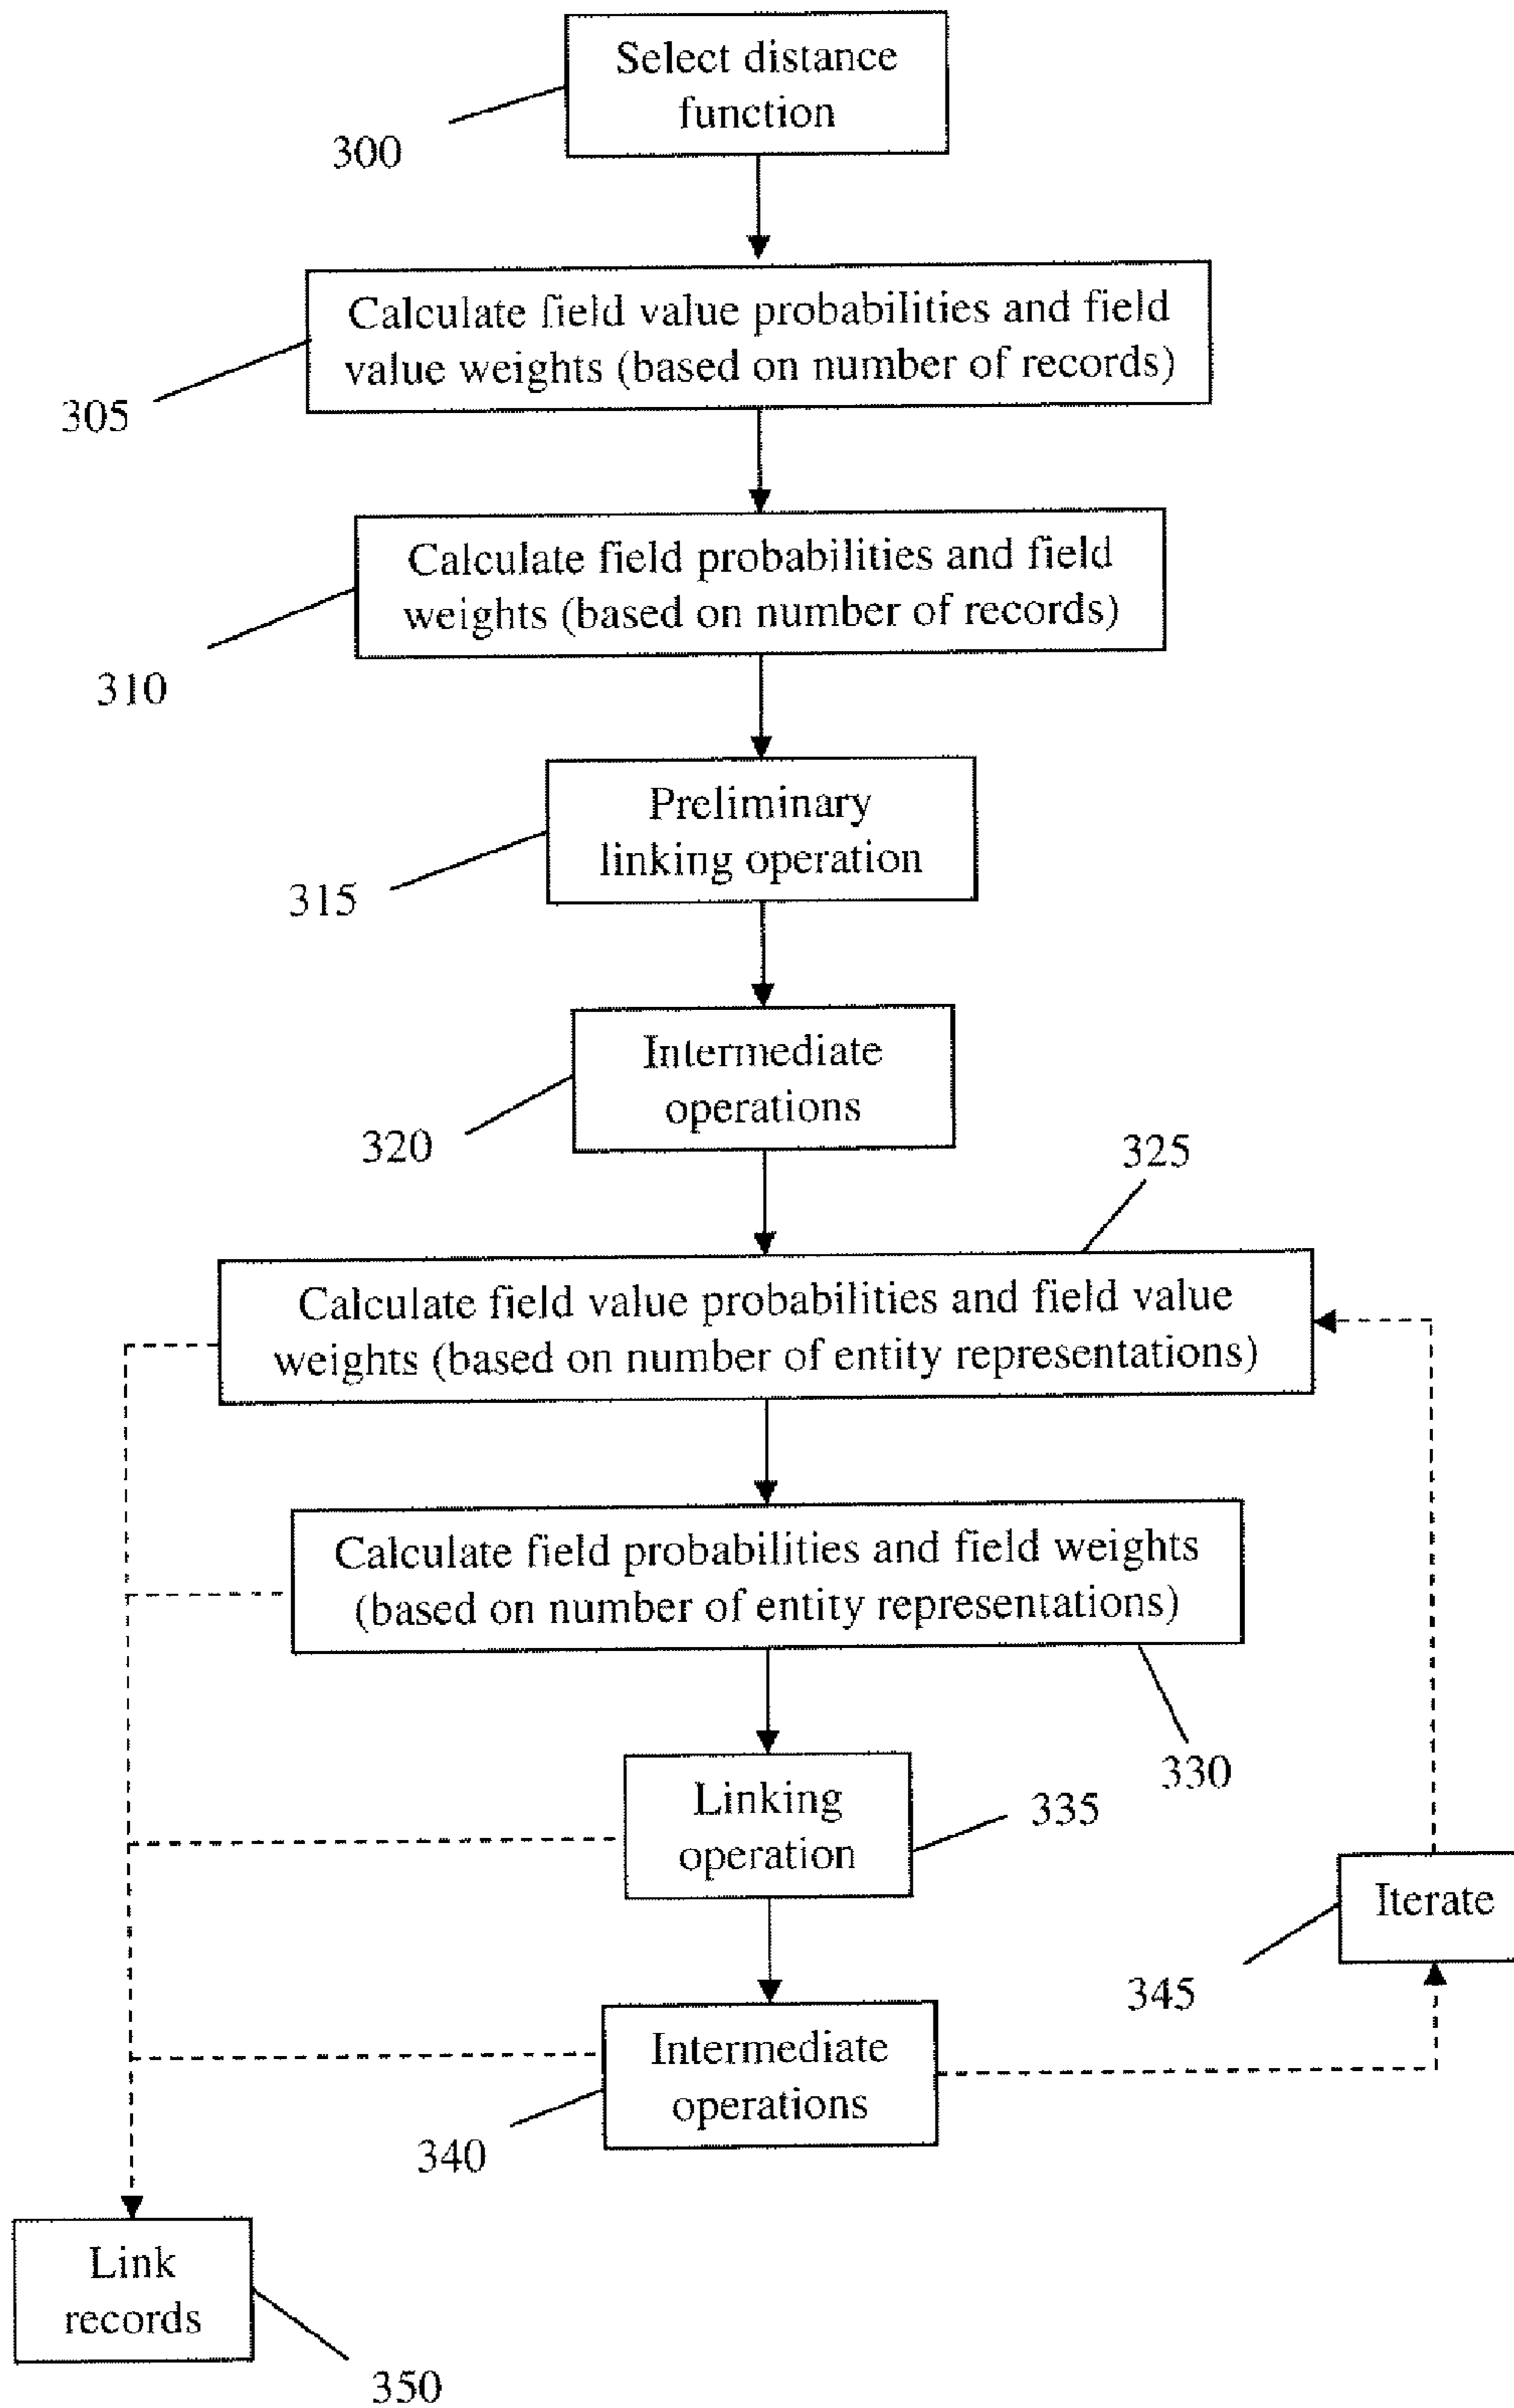 Select distance
function
300
Calculate field value probabilities and field
value weights (based on number of records)
305
Calculate field probabilities and field
weights (based on number of records)
310
Preliminary
linking operation
315
Intermediate
operations
320
325
Calculate field value probabilities and field value
weights (based on number of entity representations)
Calculate field probabilities and field weights
(based on number of entity representations)
330
Linking
operation
335
Iterate
345
Intermediate
operations
340
Link
records
350